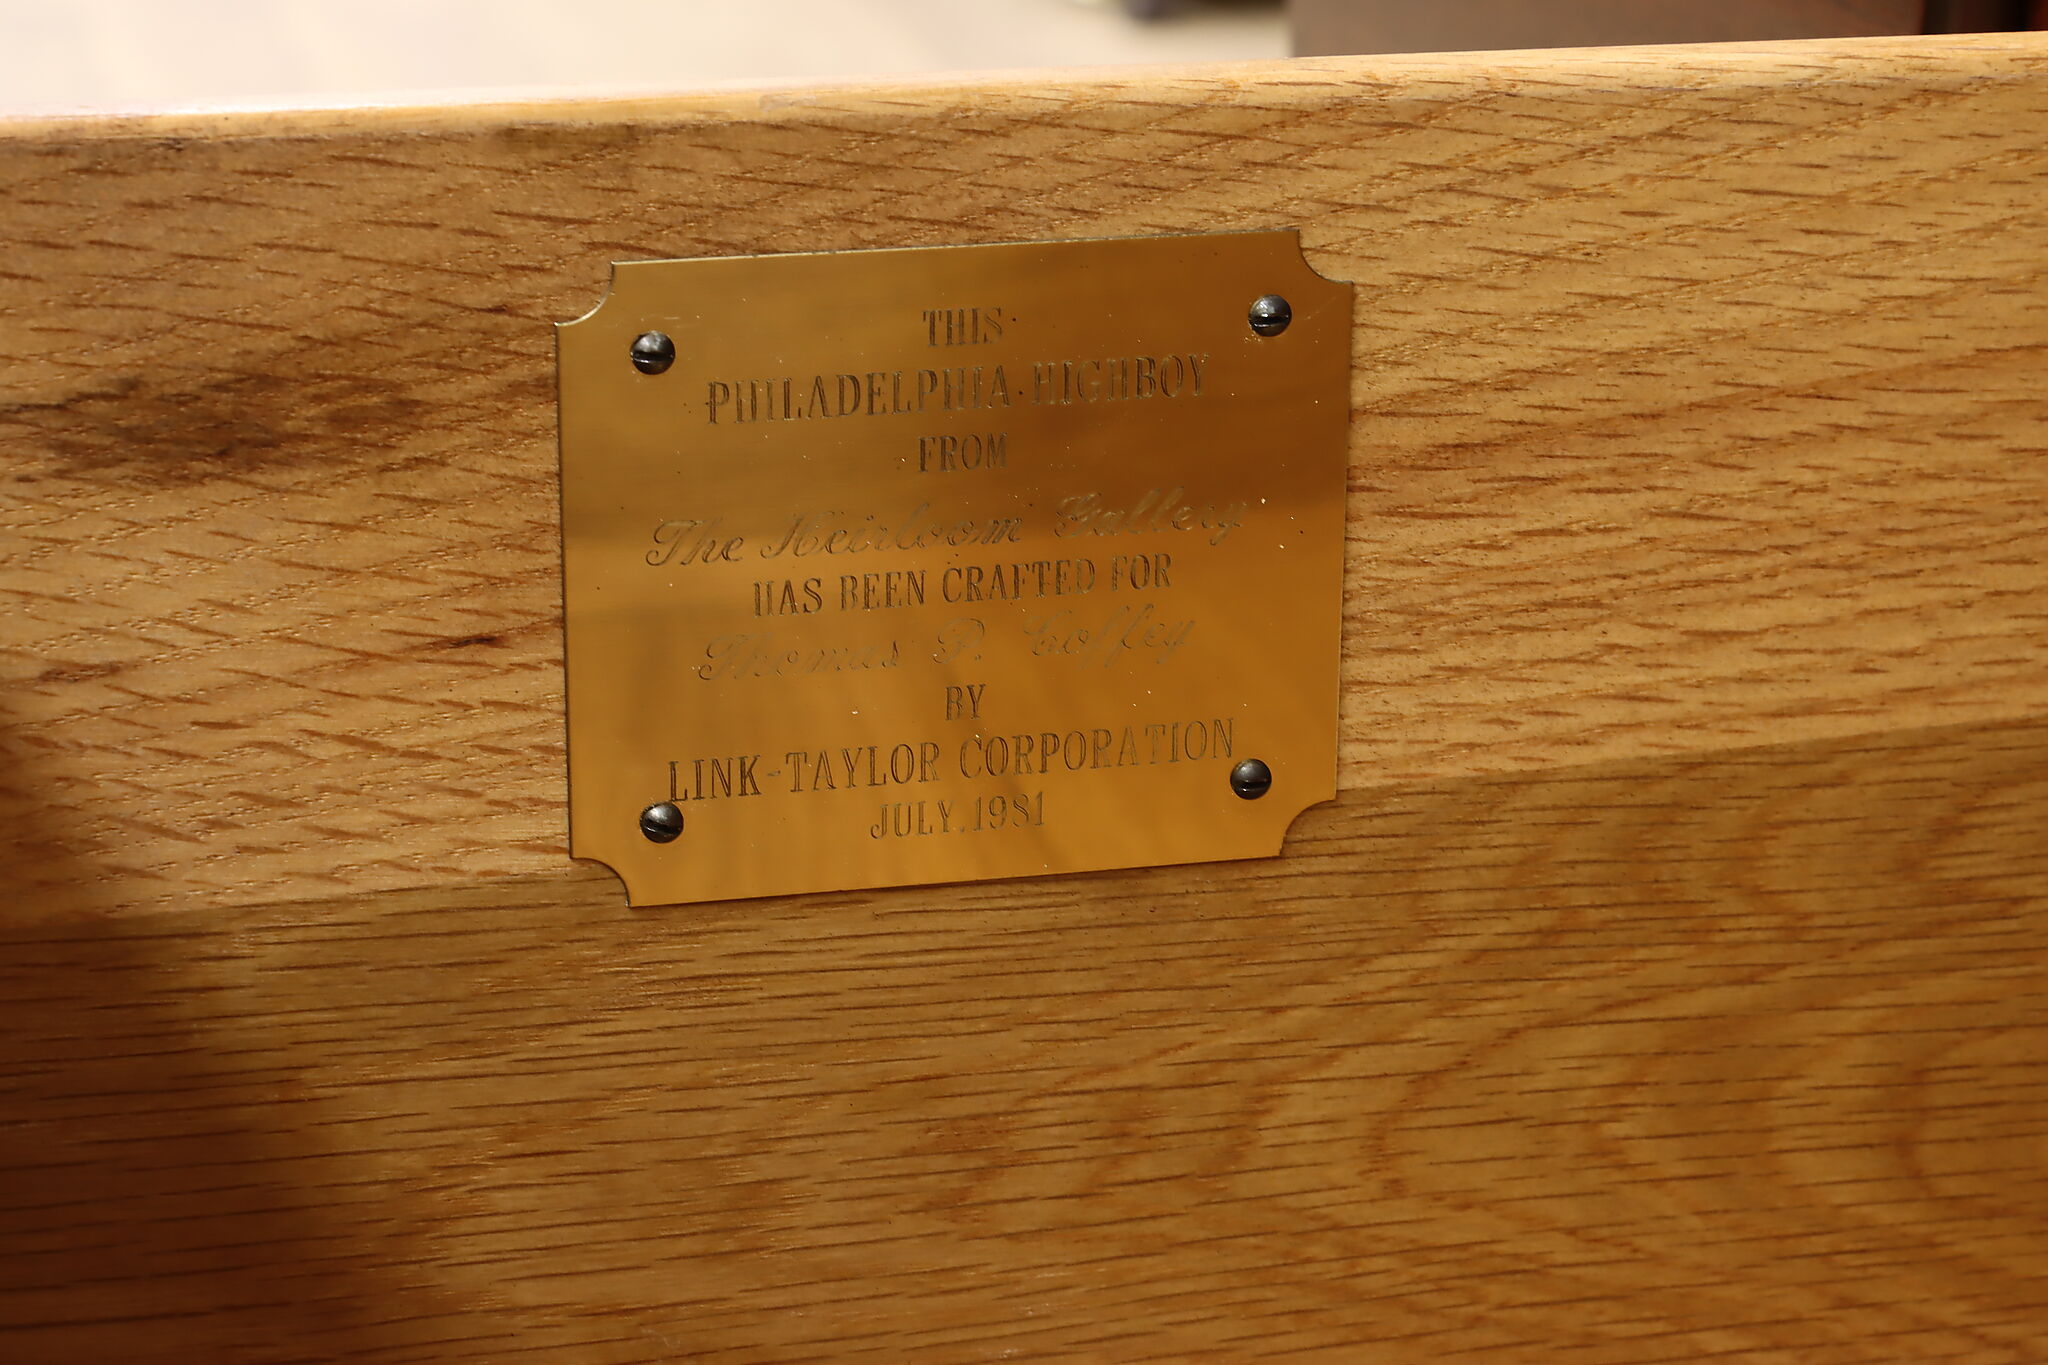 THIS
PHILADELPHIA HIGHBOY
FROM
The Heirloom Gallery
HAS BEEN CRAFTED FOR
Thomas P. Coffey
BY
LINK-TAYLOR CORPORATION
JULY, 1981